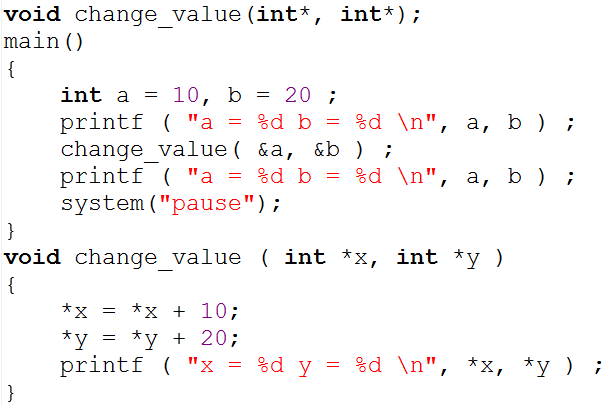 void change_value(int*, int*);
main()
{
    int a = 10, b = 20 ;
    printf ( "a = %d b = %d \n", a, b ) ;
    change_value( &a, &b ) ;
    printf ( "a = %d b = %d \n", a, b ) ;
    system("pause");
}
void change_value ( int *x, int *y )
{
    *x = *x + 10;
    *y = *y + 20;
    printf ( "x = %d y = %d \n", *x, *y ) ;
}